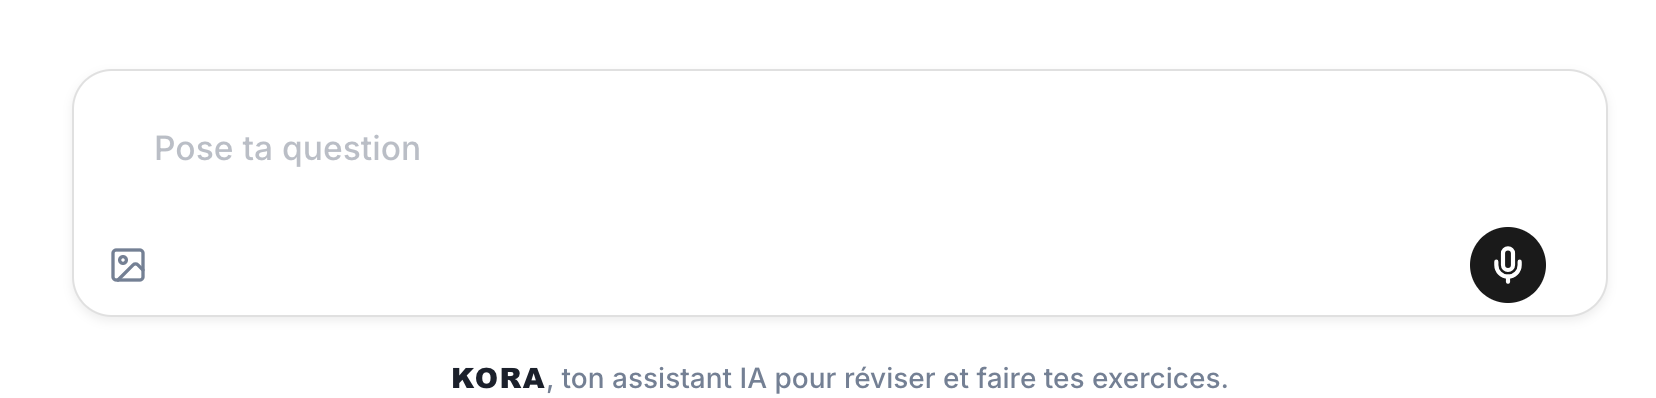 Pose ta question
KORA, ton assistant IA pour réviser et faire tes exercices.